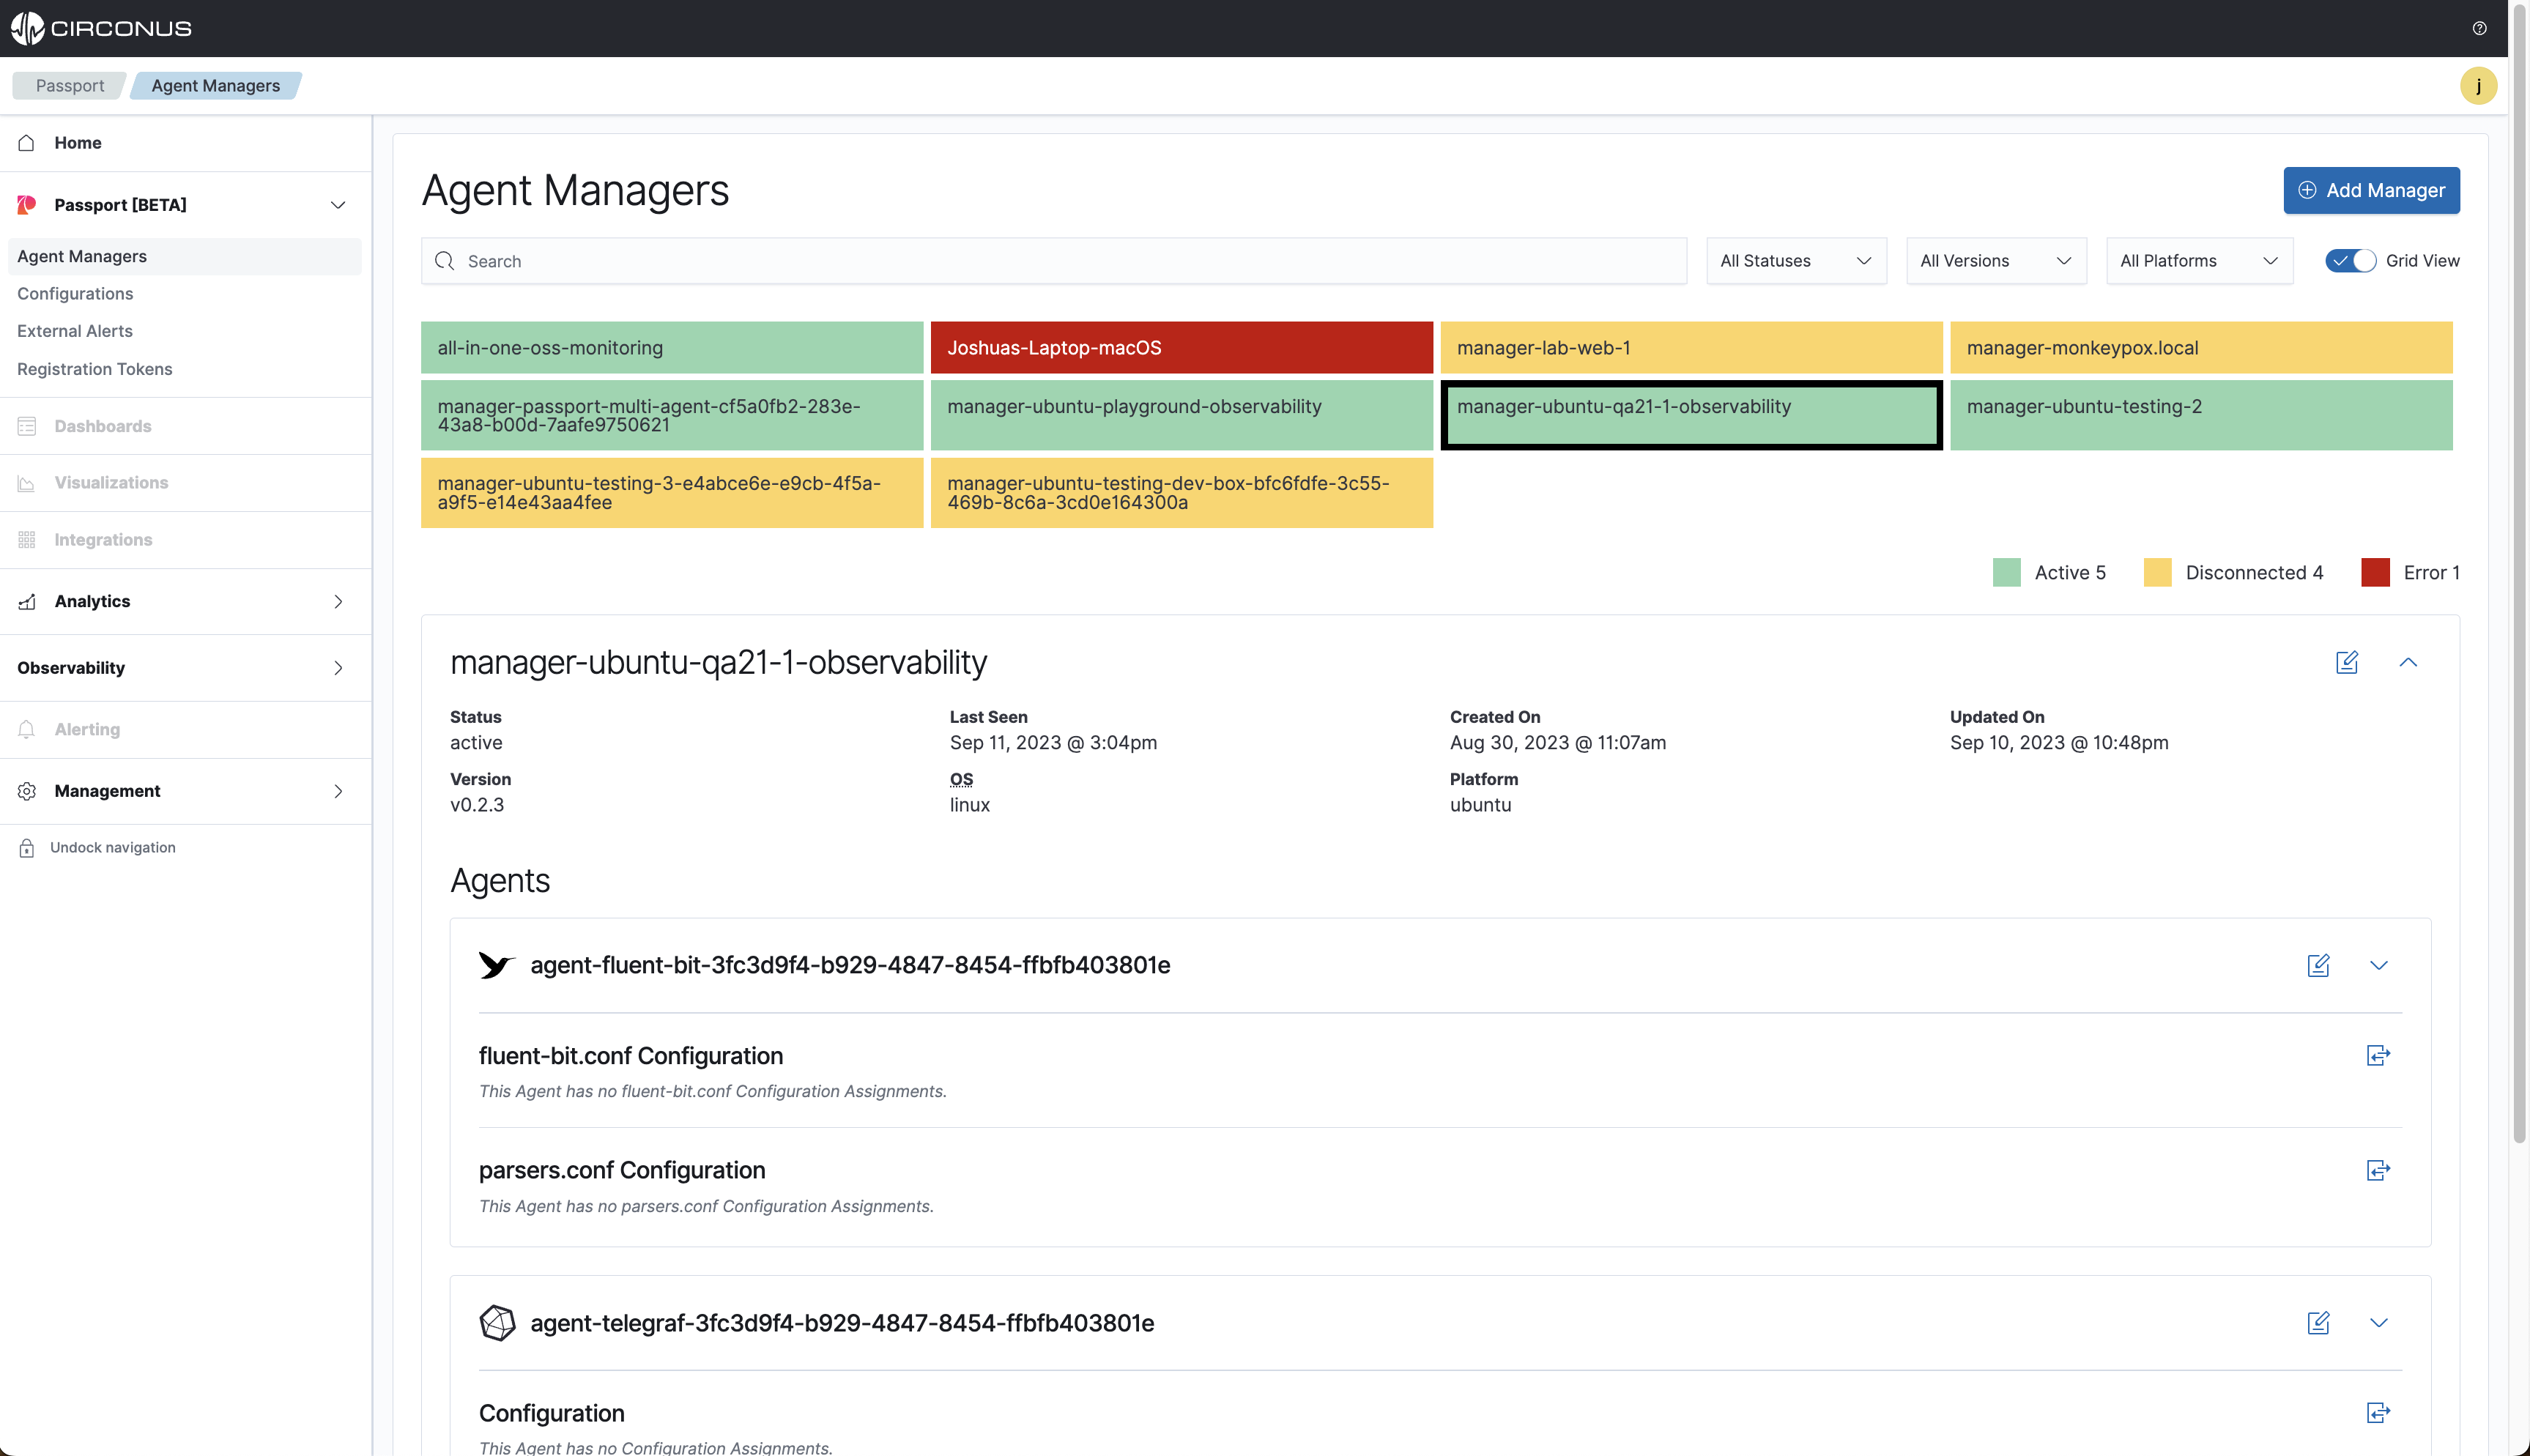 CIRCONUS
Passport
Agent Managers
j
Home
Passport [BETA]
Agent Managers
Configurations
External Alerts
Registration Tokens
Dashboards
Visualizations
Integrations
Analytics
Observability
Alerting
Management
Undock navigation
Agent Managers
Add Manager
Search
All Statuses
All Versions
All Platforms
Grid View
all-in-one-oss-monitoring
Joshuas-Laptop-macOS
manager-lab-web-1
manager-monkeypox.local
manager-passport-multi-agent-cf5a0fb2-283e-
43a8-b00d-7aafe9750621
manager-ubuntu-playground-observability
manager-ubuntu-qa21-1-observability
manager-ubuntu-testing-2
manager-ubuntu-testing-3-e4abce6e-e9cb-4f5a-
a9f5-e14e43aa4fee
manager-ubuntu-testing-dev-box-bfc6fdfe-3c55-
469b-8c6a-3cd0e164300a
Active 5
Disconnected 4
Error 1
manager-ubuntu-qa21-1-observability
Status
active
Last Seen
Sep 11, 2023 @ 3:04pm
Created On
Aug 30, 2023 @ 11:07am
Updated On
Sep 10, 2023 @ 10:48pm
Version
v0.2.3
OS
linux
Platform
ubuntu
Agents
agent-fluent-bit-3fc3d9f4-b929-4847-8454-ffbfb403801e
fluent-bit.conf Configuration
This Agent has no fluent-bit.conf Configuration Assignments.
parsers.conf Configuration
This Agent has no parsers.conf Configuration Assignments.
agent-telegraf-3fc3d9f4-b929-4847-8454-ffbfb403801e
Configuration
This Agent has no Configuration Assignments.